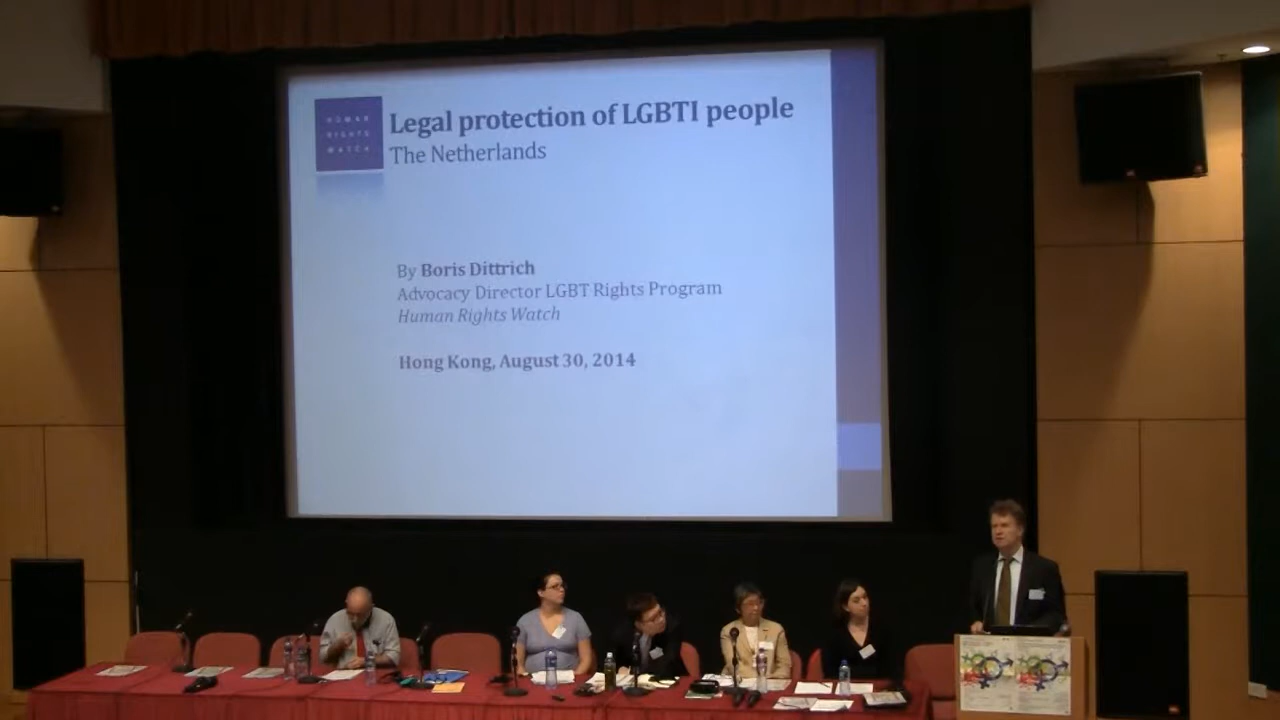 HUMAN
RIGHTS
WATCH
Legal protection of LGBTI people
The Netherlands
By Boris Dittrich
Advocacy Director LGBT Rights Program
Human Rights Watch
Hong Kong, August 30, 2014